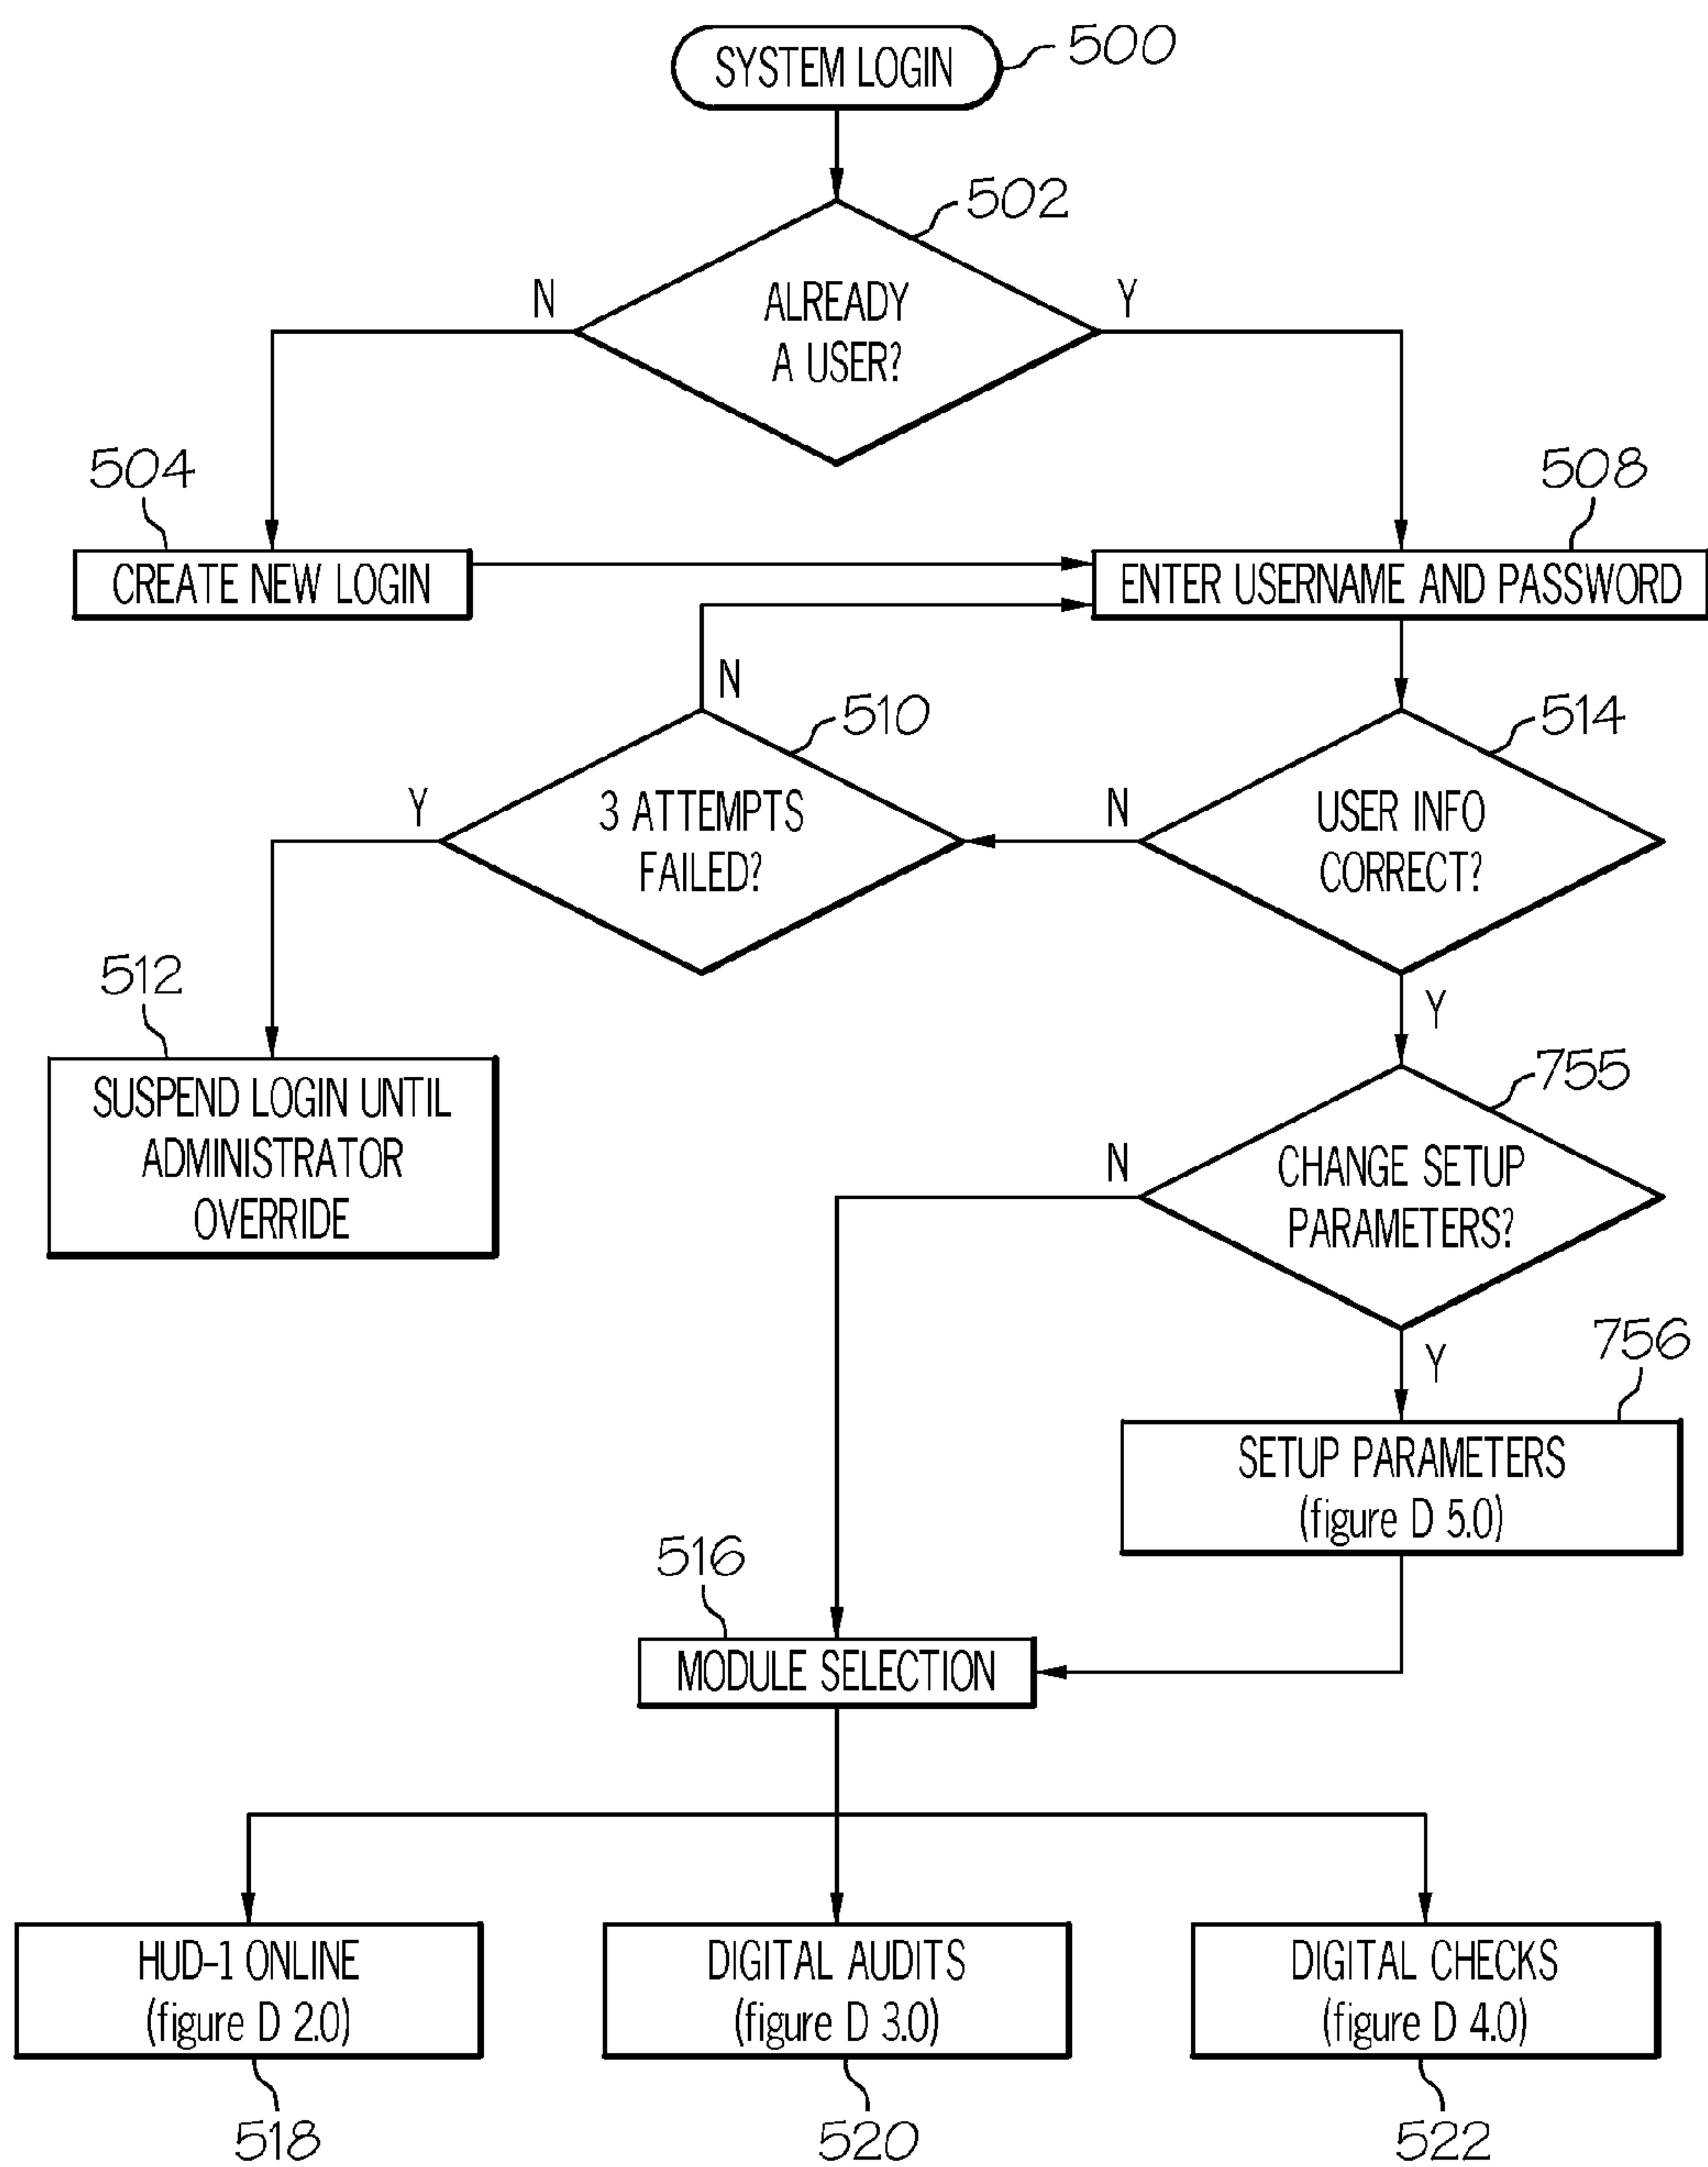 SYSTEM LOGIN
500
502
ALREADY
A USER?
N
Y
504
508
CREATE NEW LOGIN
ENTER USERNAME AND PASSWORD
N
510
514
Y
3 ATTEMPTS
FAILED?
N
USER INFO
CORRECT?
512
Y
SUSPEND LOGIN UNTIL
ADMINISTRATOR
OVERRIDE
755
N
CHANGE SETUP
PARAMETERS?
Y
756
SETUP PARAMETERS
(figure D 5.0)
516
MODULE SELECTION
HUD-1 ONLINE
(figure D 2.0)
DIGITAL AUDITS
(figure D 3.0)
DIGITAL CHECKS
(figure D 4.0)
518
520
522